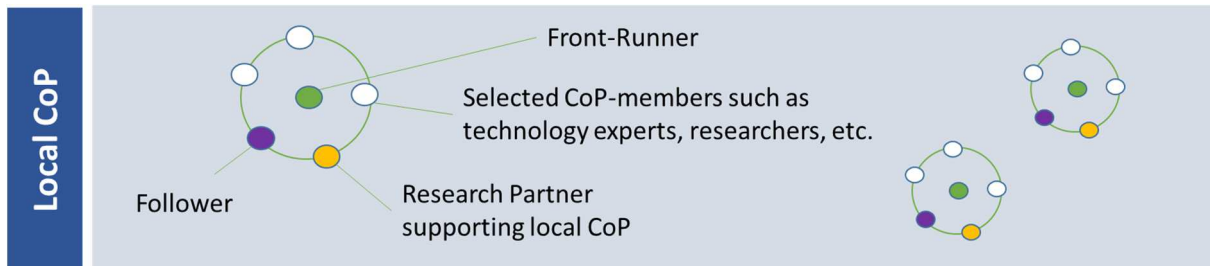 Local CoP
Front-Runner
Selected CoP-members such as
technology experts, researchers, etc.
Follower
Research Partner
supporting local CoP